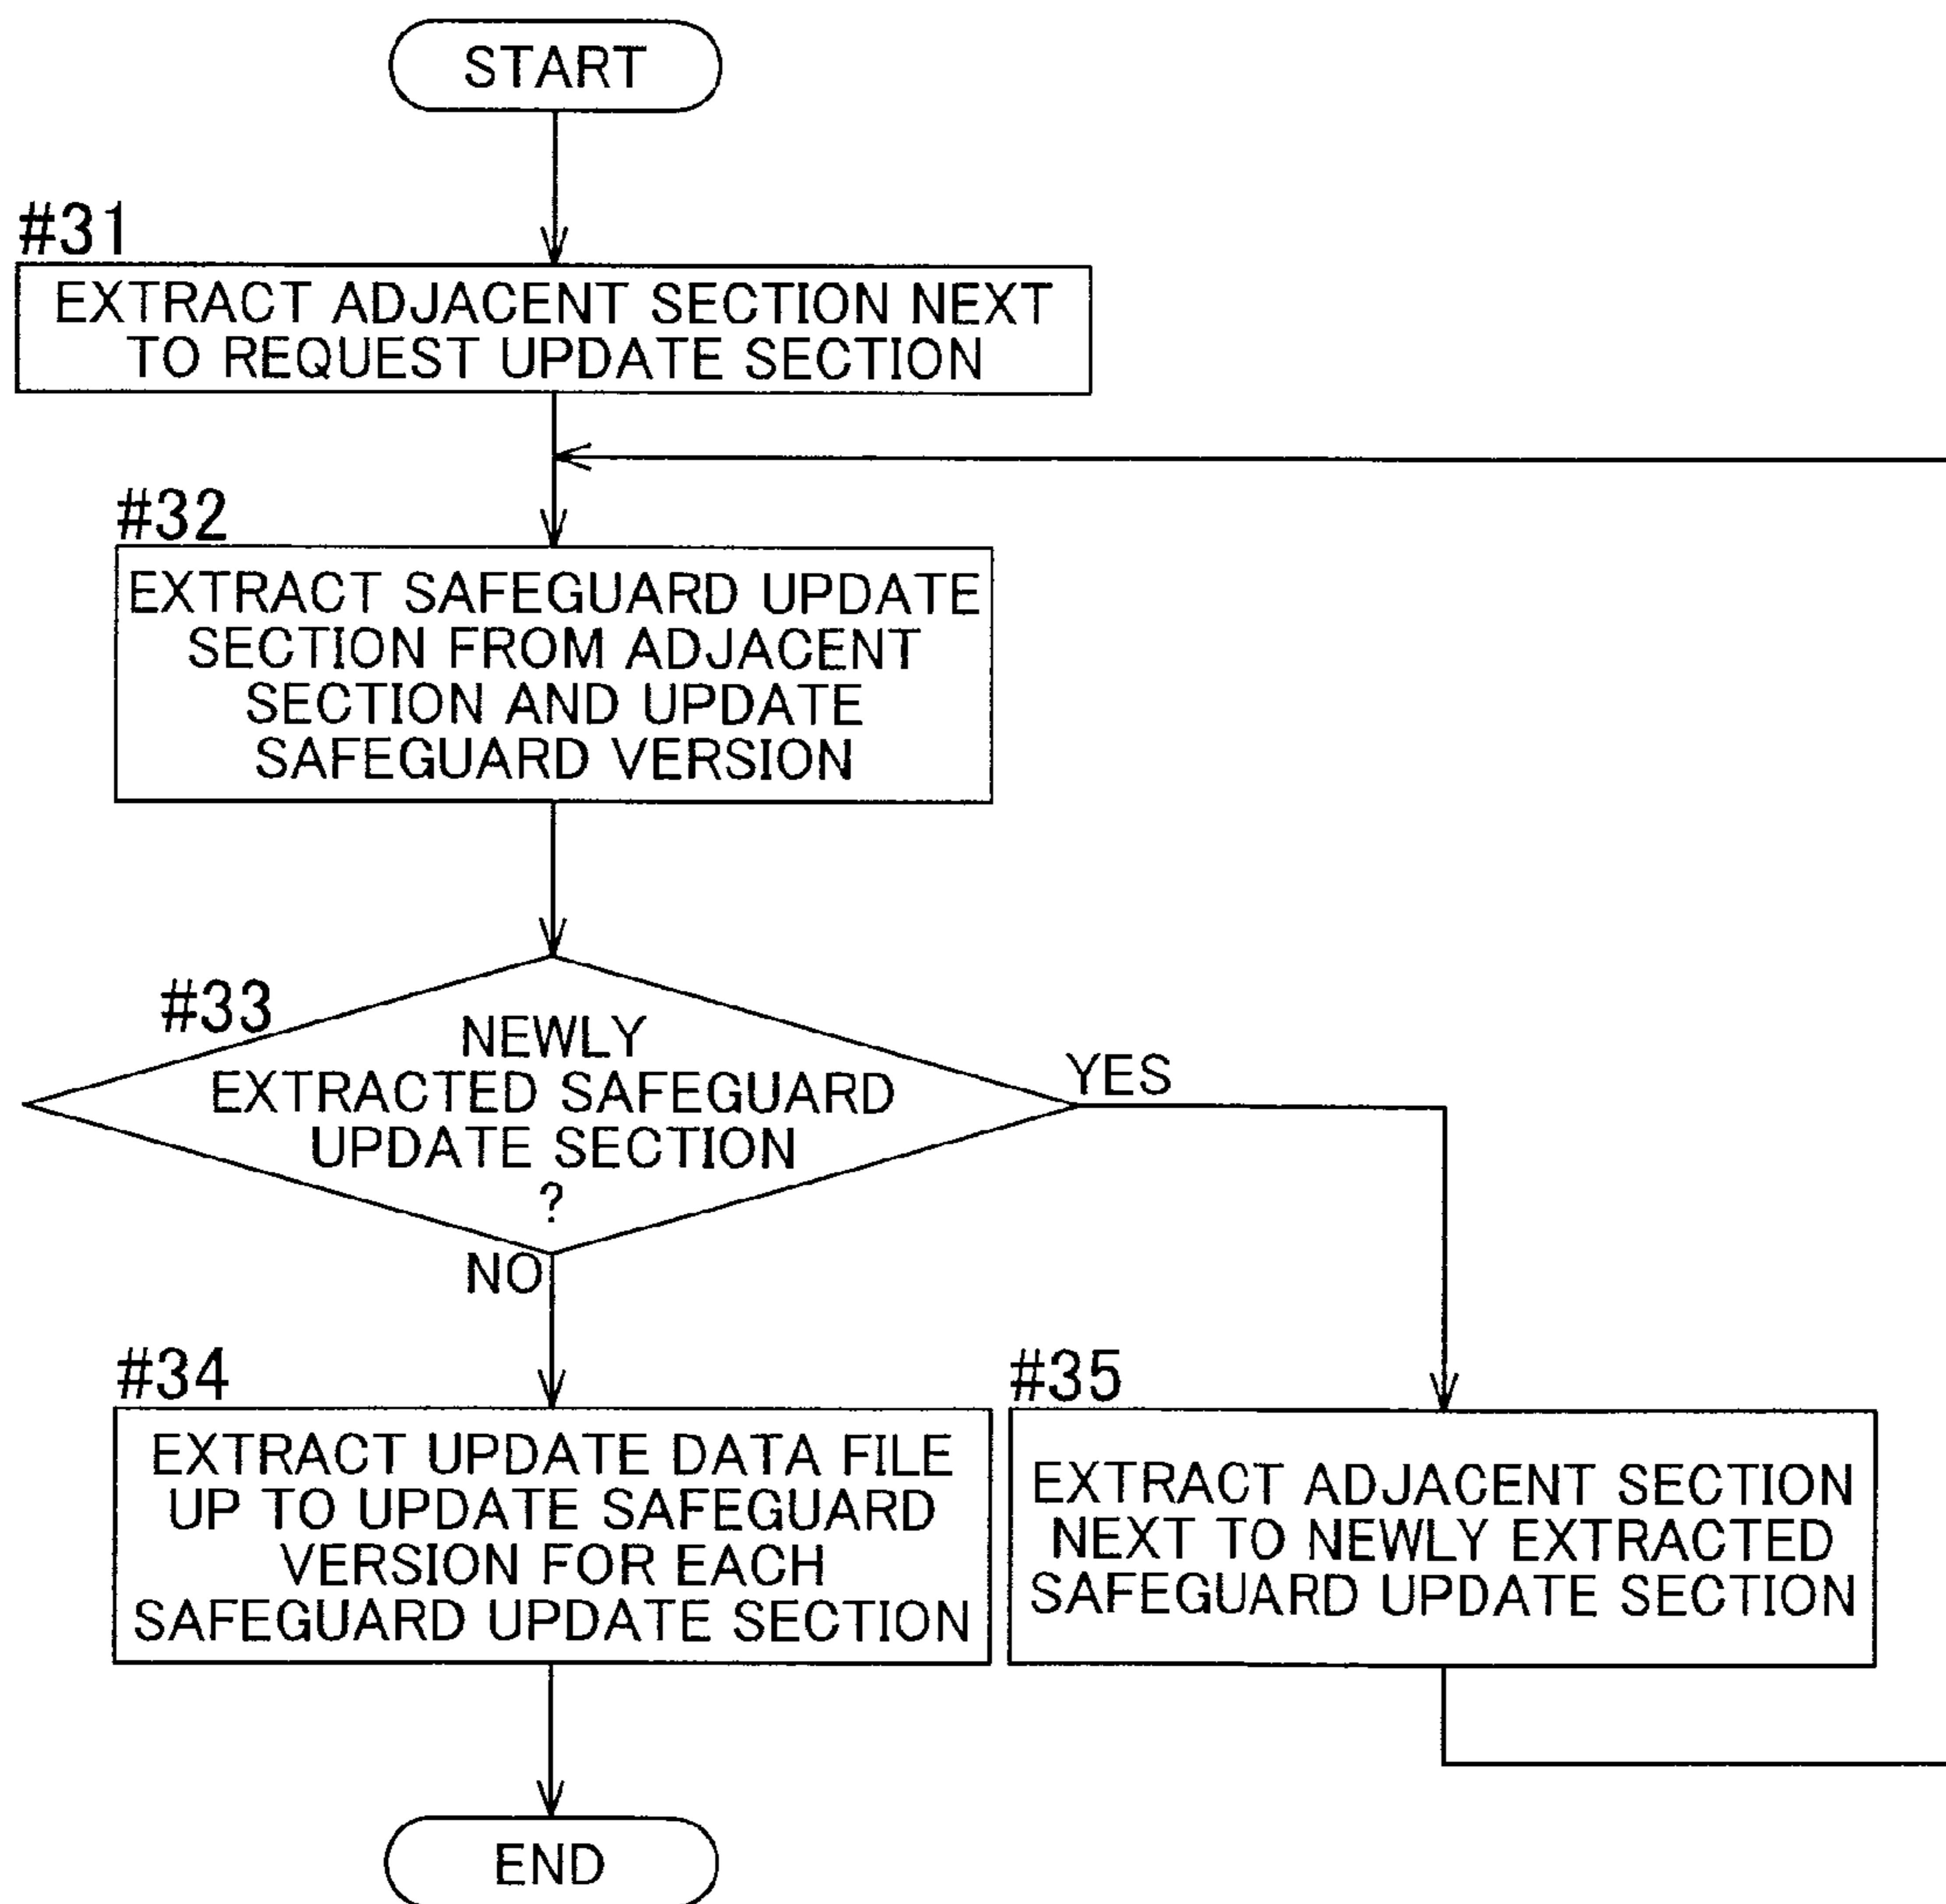 START
#31
EXTRACT ADJACENT SECTION NEXT
TO REQUEST UPDATE SECTION
#32
EXTRACT SAFEGUARD UPDATE
SECTION FROM ADJACENT
SECTION AND UPDATE
SAFEGUARD VERSION
#33
NEWLY
EXTRACTED SAFEGUARD
UPDATE SECTION
?
YES
NO
#34
EXTRACT UPDATE DATA FILE
UP TO UPDATE SAFEGUARD
VERSION FOR EACH
SAFEGUARD UPDATE SECTION
#35
EXTRACT ADJACENT SECTION
NEXT TO NEWLY EXTRACTED
SAFEGUARD UPDATE SECTION
END